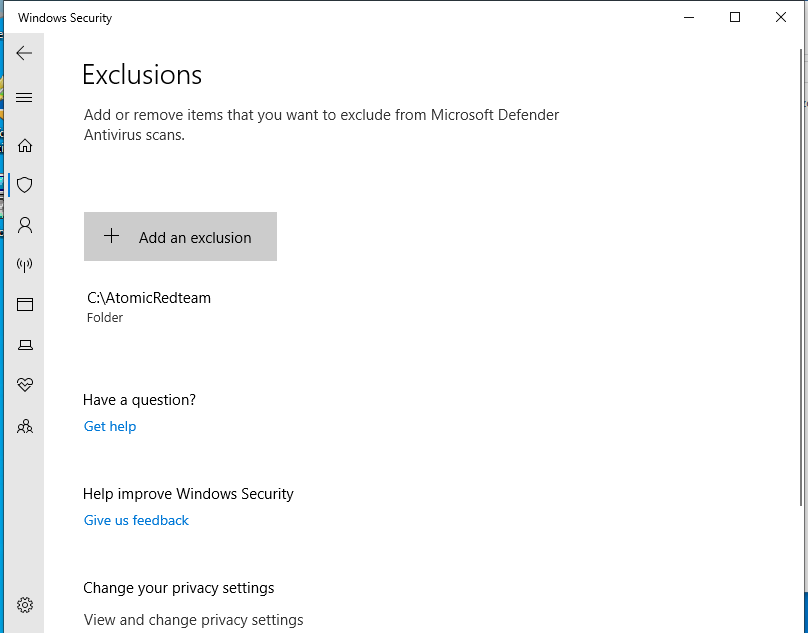 Windows Security
Exclusions
Add or remove items that you want to exclude from Microsoft Defender
Antivirus scans.
Add an exclusion
C:\AtomicRedteam
Folder
Have a question?
Get help
Help improve Windows Security
Give us feedback
Change your privacy settings
View and change privacy settings